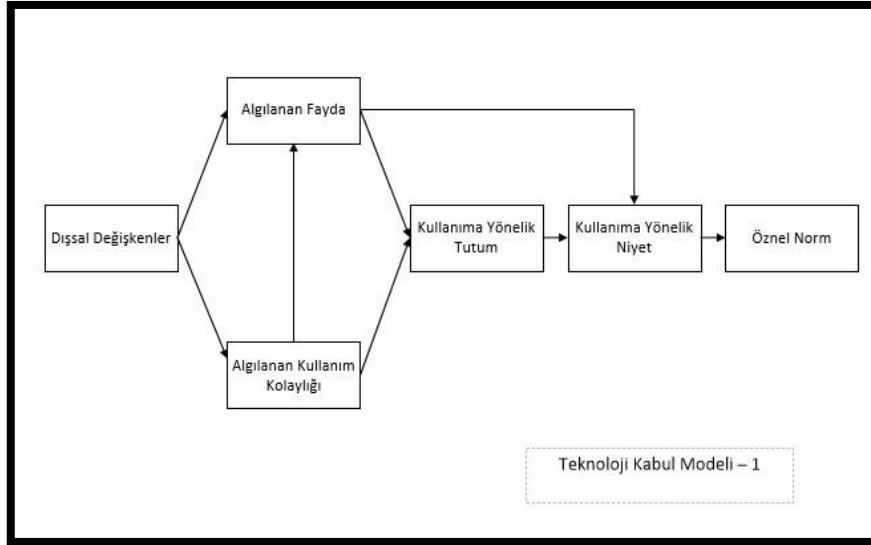 Algılanan Fayda
Dışsal Değişkenler
Kullanıma Yönelik
Tutum
Kullanıma Yönelik
Niyet
Öznel Norm
Algılanan Kullanım
Kolaylığı
Teknoloji Kabul Modeli – 1